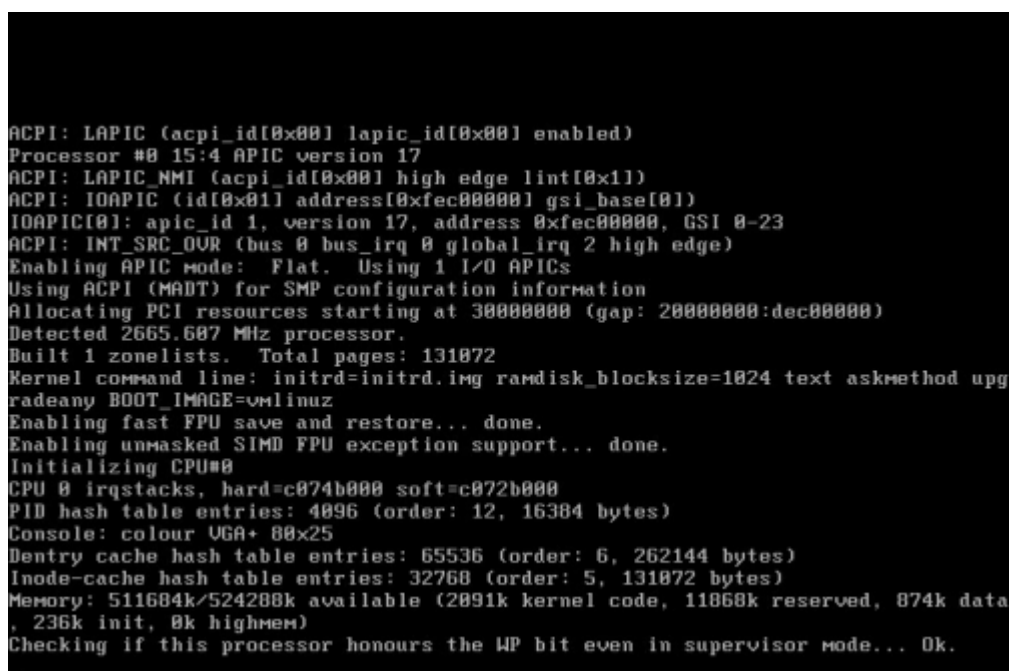 ACPI: LAPIC (acpi_id[0x00] lapic_id[0x00] enabled)
Processor #0 15:4 APIC version 17
ACPI: LAPIC_NMI (acpi_id[0x00] high edge lint[0x1])
ACPI: IOAPIC (id[0x01] address[0xfec00000] gsi_base[0])
IOAPIC[0]: apic_id 1, version 17, address 0xfec00000, GSI 0-23
ACPI: INT_SRC_OVR (bus 0 bus_irq 0 global_irq 2 high edge)
Enabling APIC mode:  Flat.  Using 1 I/O APICs
Using ACPI (MADT) for SMP configuration information
Allocating PCI resources starting at 30000000 (gap: 20000000:dec00000)
Detected 2665.607 MHz processor.
Built 1 zonelists.  Total pages: 131072
Kernel command line: initrd=initrd.img ramdisk_blocksize=1024 text askmethod upg
radeany BOOT_IMAGE=vmlinuz
Enabling fast FPU save and restore... done.
Enabling unmasked SIMD FPU exception support... done.
Initializing CPU#0
CPU 0 irqstacks, hard=c074b000 soft=c072b000
PID hash table entries: 4096 (order: 12, 16384 bytes)
Console: colour VGA+ 80x25
Dentry cache hash table entries: 65536 (order: 6, 262144 bytes)
Inode-cache hash table entries: 32768 (order: 5, 131072 bytes)
Memory: 511684k/524288k available (2091k kernel code, 11868k reserved, 874k data
, 236k init, 0k highmem)
Checking if this processor honours the WP bit even in supervisor mode... Ok.